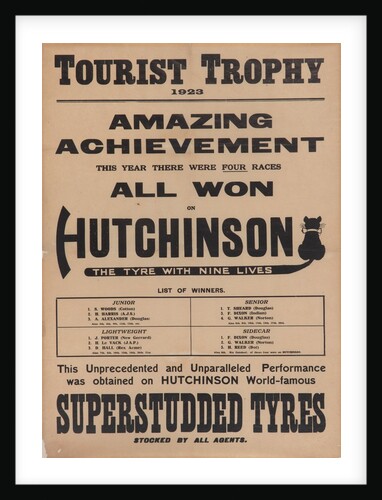 TOURIST TROPHY
1923
AMAZING
ACHIEVEMENT
THIS YEAR THERE WERE FOUR RACES
ALL WON
ON
HUTCHINSON
THE TYRE WITH NINE LIVES
LIST OF WINNERS.
JUNIOR
1. S. WOODS (Cotton)
2. H. HARRIS (A.J.S.)
3. A. ALEXANDER (Douglas)
SENIOR
1. T. SHEARD (Douglas)
2. F. DIXON (Indian)
3. G. WALKER (Norton)
LIGHTWEIGHT
1. J. PORTER (New Gerrard)
2. H. Le VACK (J.A.P.)
3. D. HALL (Rex Acme)
SIDECAR
1. F. DIXON (Douglas)
2. G. WALKER (Norton)
3. H. REED (Dot)
This Unprecedented and Unparalleled Performance
was obtained on HUTCHINSON World-famous
SUPERSTUDDED TYRES
STOCKED BY ALL AGENTS.